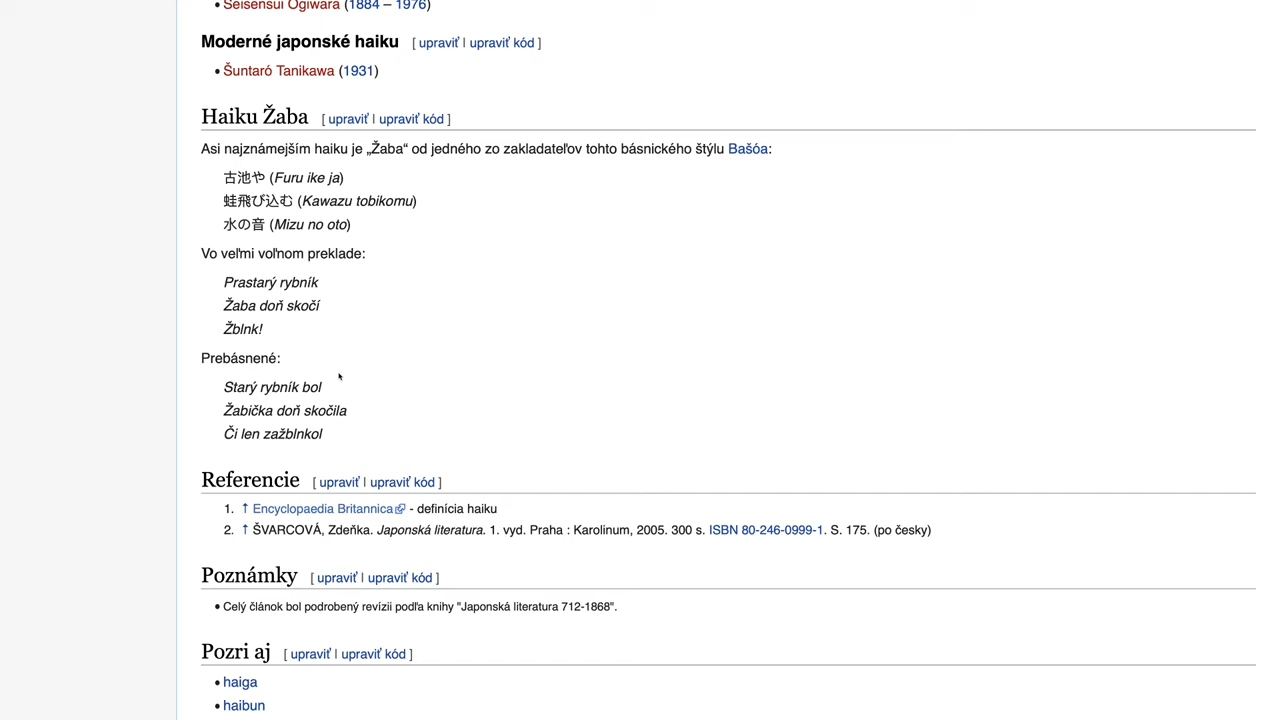 • Seisensui Ogiwara (1884 – 1976)
Moderné japonské haiku [ upraviť | upraviť kód ]
• Šuntaró Tanikawa (1931)
Haiku Žaba [ upraviť | upraviť kód ]
Asi najznámejším haiku je „Žaba“ od jedného zo zakladateľov tohto básnického štýlu Bašóa:
古池や (Furu ike ja)
蛙飛び込む (Kawazu tobikomu)
水の音 (Mizu no oto)
Vo veľmi voľnom preklade:
Prastarý rybník
Žaba doň skočí
Žblnk!
Prebásnené:
Starý rybník bol
Žabička doň skočila
Či len zažblnkol
Referencie [ upraviť | upraviť kód ]
1. ↑ Encyclopaedia Britannica - definícia haiku
2. ↑ ŠVARCOVÁ, Zdeňka. Japonská literatura. 1. vyd. Praha : Karolinum, 2005. 300 s. ISBN 80-246-0999-1. S. 175. (po česky)
Poznámky [ upraviť | upraviť kód ]
• Celý článok bol podrobený revízii podľa knihy "Japonská literatura 712-1868".
Pozri aj [ upraviť | upraviť kód ]
• haiga
• haibun